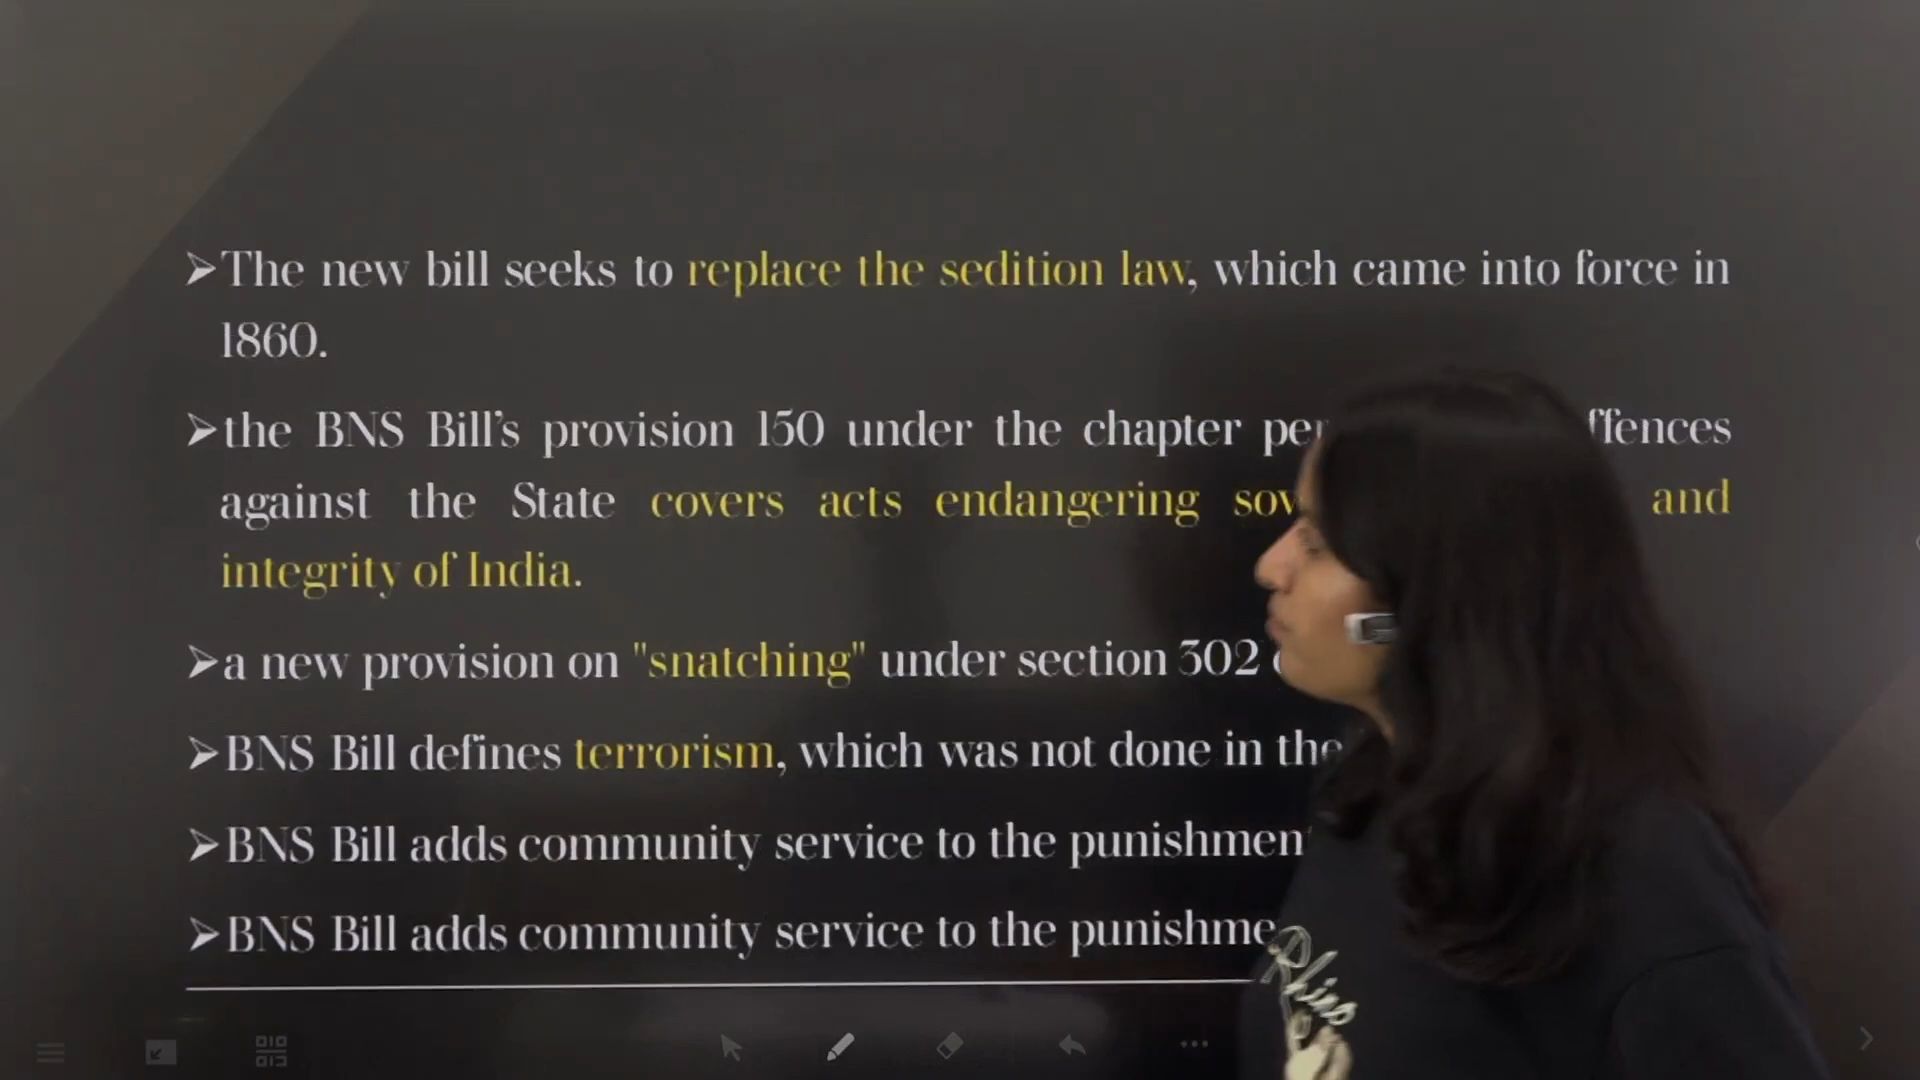 ➢The new bill seeks to replace the sedition law, which came into force in
1860.
➢the BNS Bill's provision 150 under the chapter per ffences
against the State covers acts endangering sov and
integrity of India.
➢a new provision on "snatching" under section 302
➢BNS Bill defines terrorism, which was not done in the
➢BNS Bill adds community service to the punishment
➢BNS Bill adds community service to the punishme
Rhino